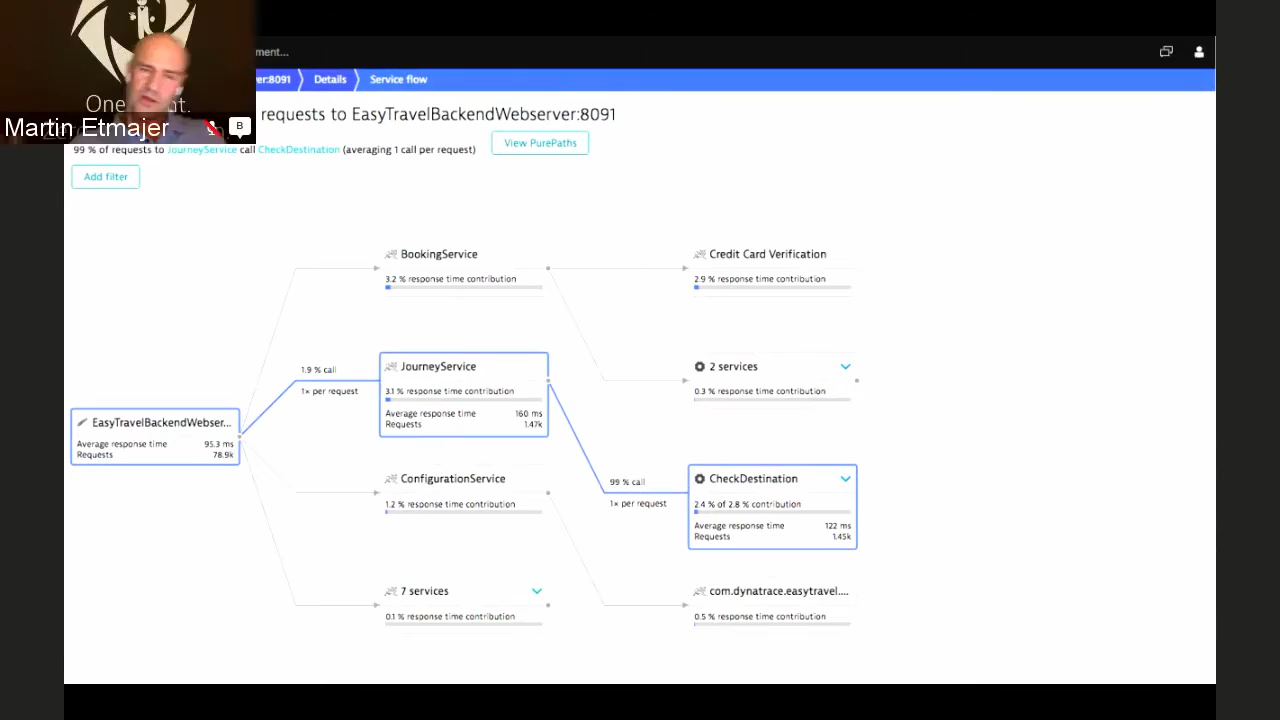 ment...
er:8091
Details
Service flow
One
at.
Martin Etmajer
B
requests to EasyTravelBackendWebserver:8091
99 % of requests to JourneyService call CheckDestination (averaging 1 call per request)
View PurePaths
Add filter
BookingService
3.2 % response time contribution
Credit Card Verification
2.9 % response time contribution
1.9 % call
1× per request
JourneyService
3.1 % response time contribution
Average response time 160 ms
Requests 1.47k
2 services
0.3 % response time contribution
EasyTravelBackendWebser...
Average response time 95.3 ms
Requests 78.9k
ConfigurationService
1.2 % response time contribution
99 % call
1× per request
CheckDestination
2.4 % of 2.8 % contribution
Average response time 122 ms
Requests 1.45k
7 services
0.1 % response time contribution
com.dynatrace.easytravel....
0.5 % response time contribution